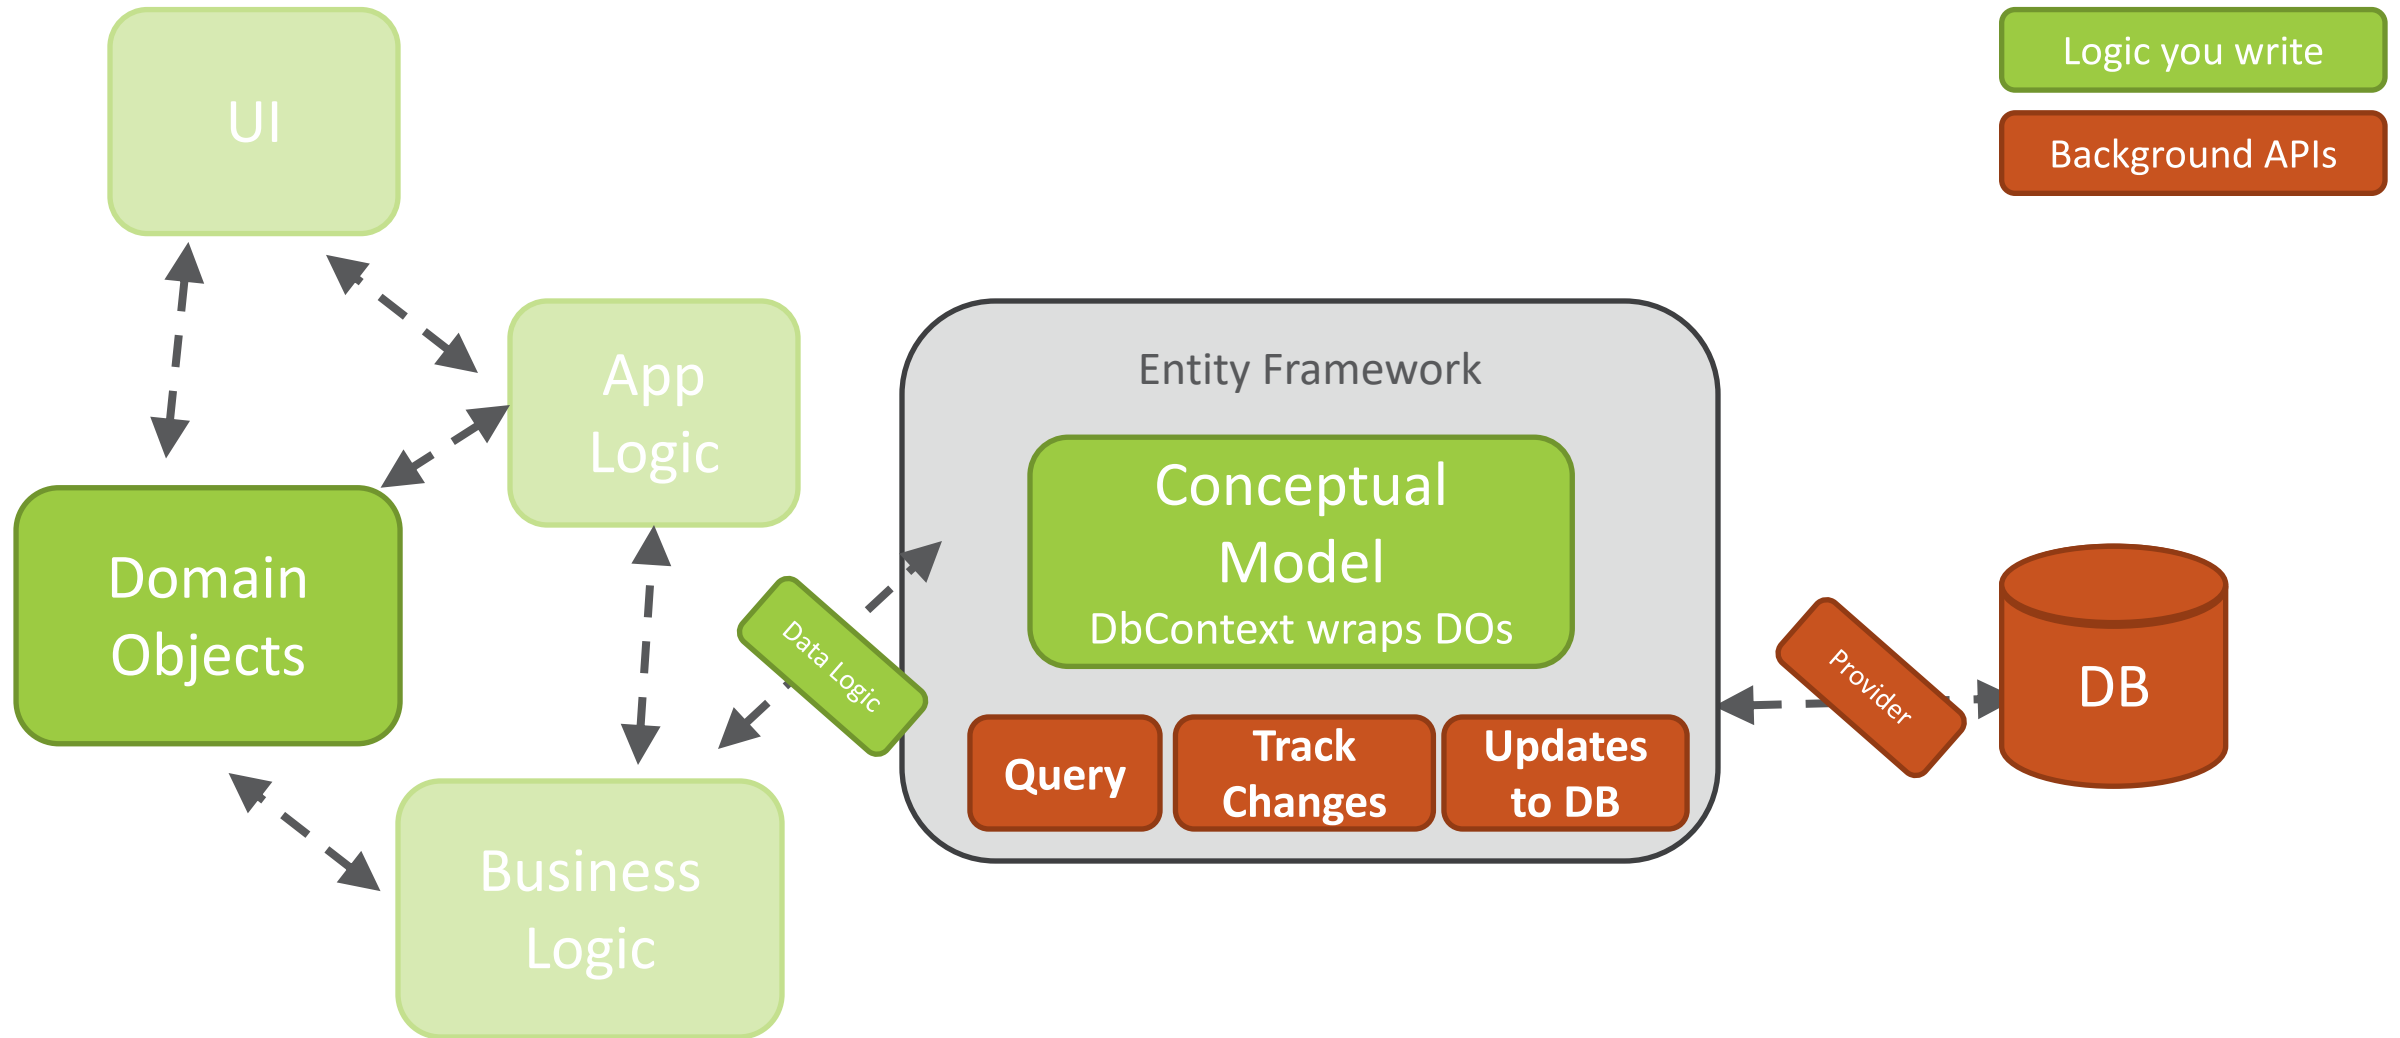 UI
Logic you write
Background APIs
App
Logic
Entity Framework
Conceptual
Model
DbContext wraps DOs
Domain
Objects
Data Logic
Provider
DB
Query
Track
Changes
Updates
to DB
Business
Logic